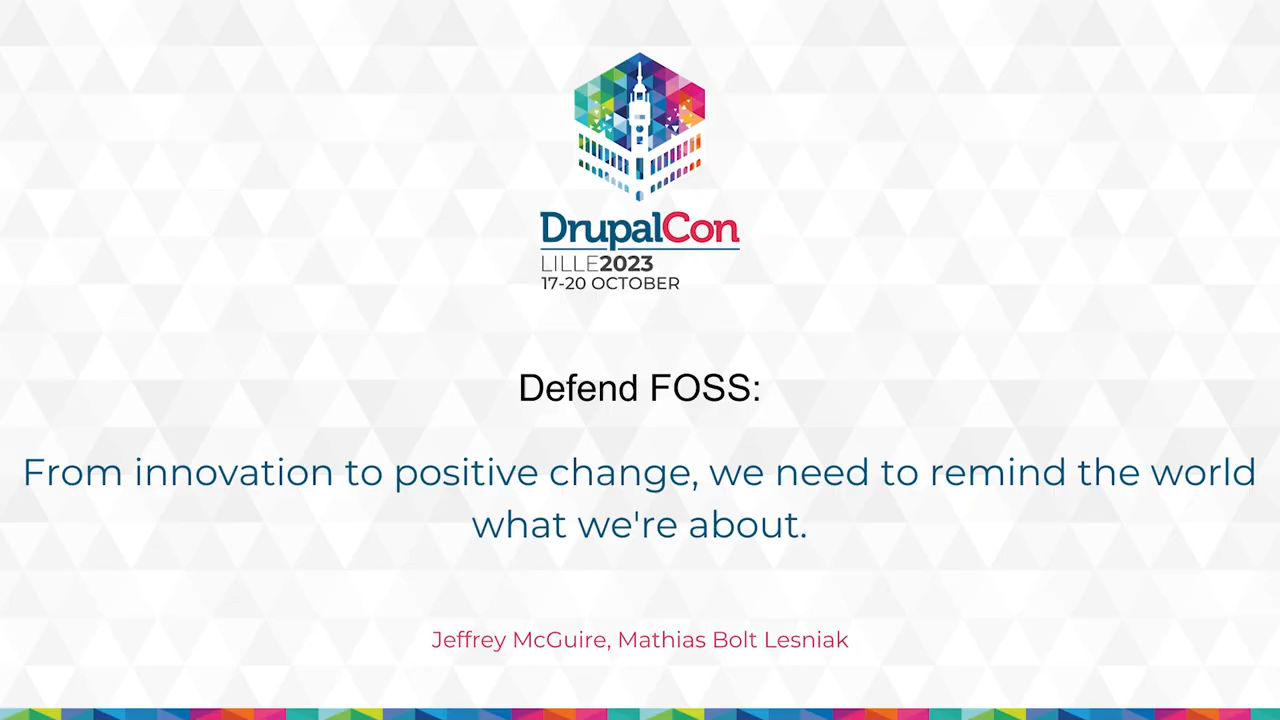 DrupalCon
LILLE2023
17-20 OCTOBER
Defend FOSS:
From innovation to positive change, we need to remind the world
what we're about.
Jeffrey McGuire, Mathias Bolt Lesniak